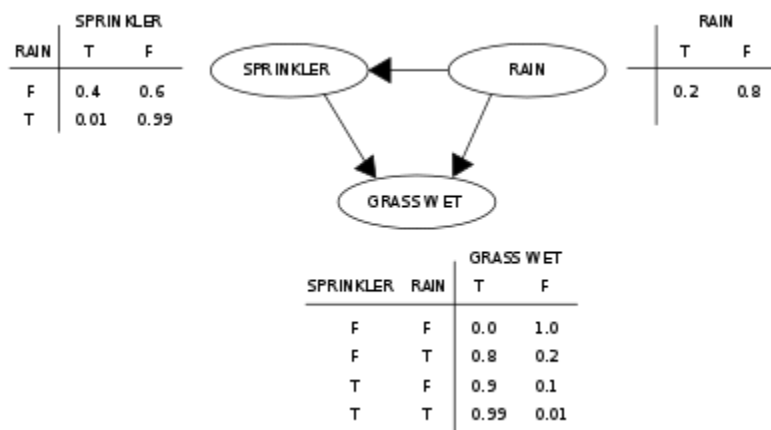 SPRINKLER
RAIN T F
F 0.4 0.6
T 0.01 0.99
SPRINKLER
RAIN
RAIN
T F
0.2 0.8
GRASS WET
GRASS WET
SPRINKLER RAIN T F
F F 0.0 1.0
F T 0.8 0.2
T F 0.9 0.1
T T 0.99 0.01